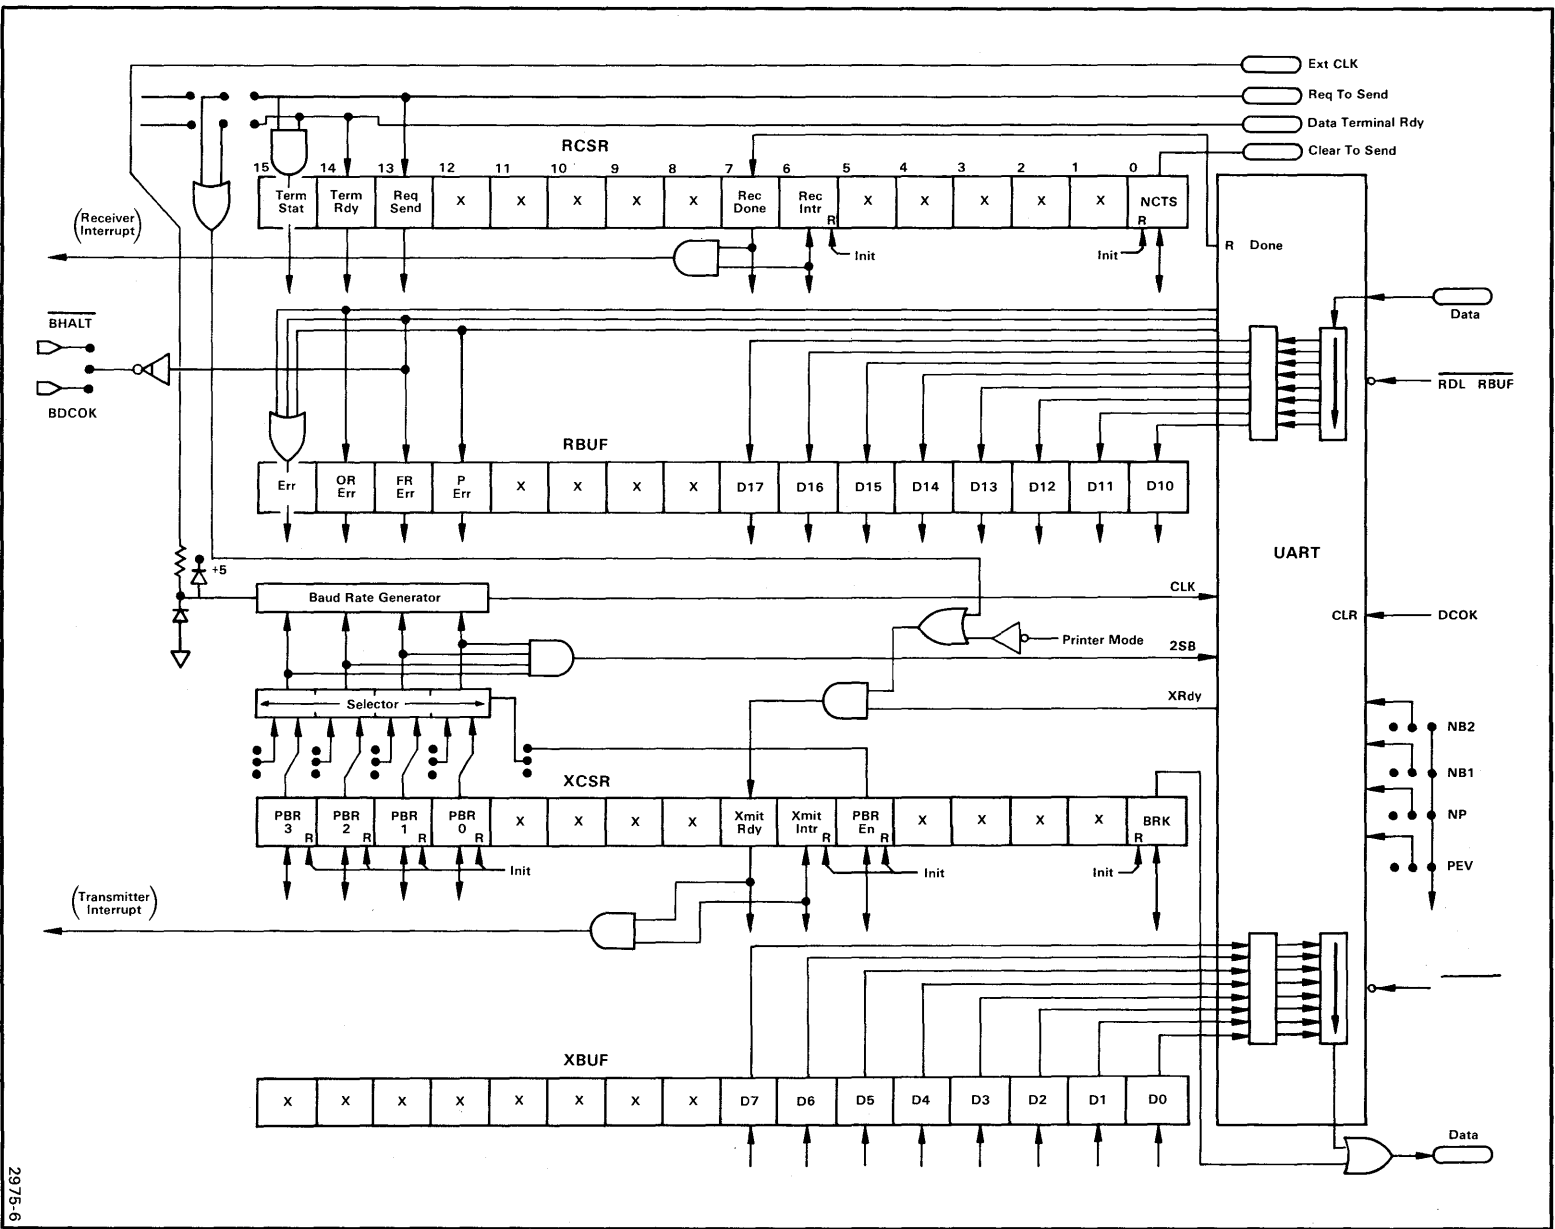 Ext CLK
Req To Send
Data Terminal Rdy
Clear To Send
RCSR
15 14 13 12 11 10 9 8 7 6 5 4 3 2 1 0
Term Stat
Term Rdy
Req Send
X X X X X
Rec Done
Rec Intr
R
X X X X X
NCTS
R
(Receiver Interrupt)
Init
Init
R Done
Data
BHALT
BDCOK
RDL RBUF
RBUF
Err
OR Err
FR Err
P Err
X X X X
D17 D16 D15 D14 D13 D12 D11 D10
UART
+5
Baud Rate Generator
CLK
CLR
DCOK
Printer Mode
2SB
Selector
XRdy
NB2
NB1
NP
PEV
XCSR
PBR 3
R
PBR 2
R
PBR 1
R
PBR 0
R
X X X X
Xmit Rdy
Xmit Intr
R
PBR En
R
X X X X
BRK
R
Init
Init
Init
(Transmitter Interrupt)
XBUF
X X X X X X X X
D7 D6 D5 D4 D3 D2 D1 D0
Data
2975-6